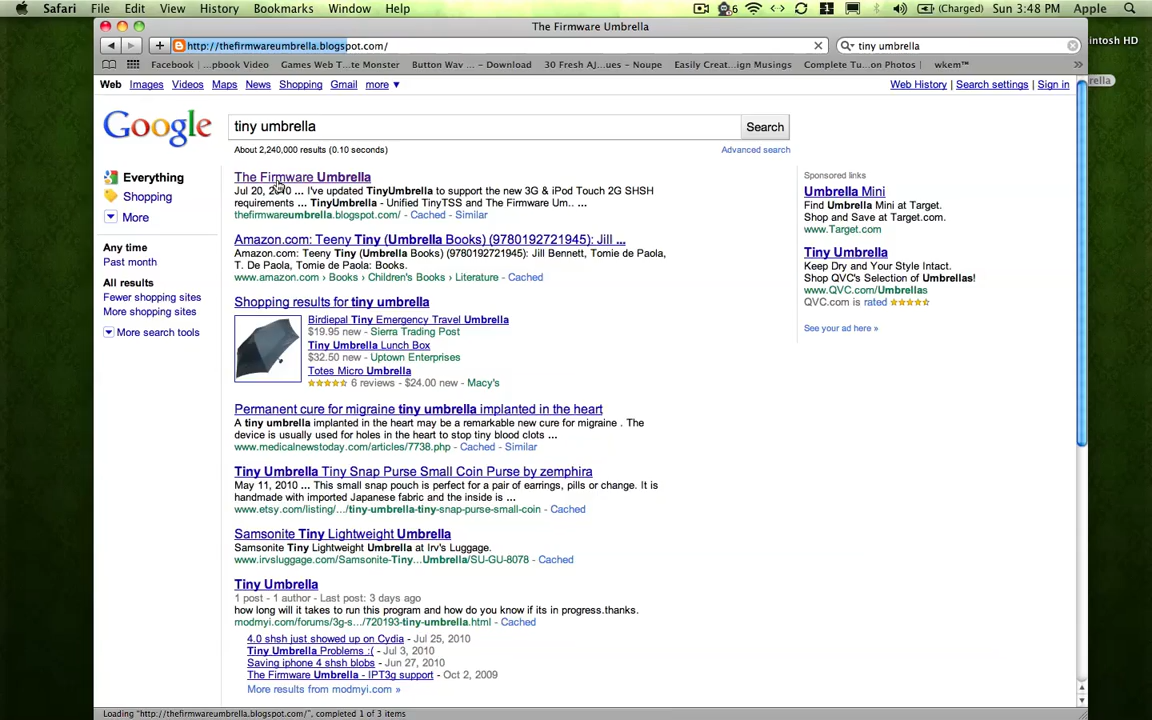 Safari File Edit View History Bookmarks Window Help 6 1 (Charged) Sun 3:48 PM Apple
The Firmware Umbrella
intosh HD
http://thefirmwareumbrella.blogspot.com/ tiny umbrella
Facebook (...pbook Video Games Web T...te Monster Button Wav ... – Download 30 Fresh AJ...ues – Noupe Easily Creat...ign Musings Complete Tu...on Photos wkem™ »
rella
Web Images Videos Maps News Shopping Gmail more ▼ Web History | Search settings | Sign in
Google
tiny umbrella Search
About 2,240,000 results (0.10 seconds) Advanced search
Everything
Shopping
More
Any time
Past month
All results
Fewer shopping sites
More shopping sites
More search tools
The Firmware Umbrella
Jul 20, 2010 ... I've updated TinyUmbrella to support the new 3G & iPod Touch 2G SHSH
requirements ... TinyUmbrella - Unified TinyTSS and The Firmware Um.. ...
thefirmwareumbrella.blogspot.com/ - Cached - Similar
Amazon.com: Teeny Tiny (Umbrella Books) (9780192721945): Jill ...
Amazon.com: Teeny Tiny (Umbrella Books) (9780192721945): Jill Bennett, Tomie de Paola,
T. De Paola, Tomie de Paola: Books.
www.amazon.com › Books › Children's Books › Literature - Cached
Shopping results for tiny umbrella
Birdiepal Tiny Emergency Travel Umbrella
$19.95 new - Sierra Trading Post
Tiny Umbrella Lunch Box
$32.50 new - Uptown Enterprises
Totes Micro Umbrella
6 reviews - $24.00 new - Macy's
Permanent cure for migraine tiny umbrella implanted in the heart
A tiny umbrella implanted in the heart may be a remarkable new cure for migraine . The
device is usually used for holes in the heart to stop tiny blood clots ...
www.medicalnewstoday.com/articles/7738.php - Cached - Similar
Tiny Umbrella Tiny Snap Purse Small Coin Purse by zemphira
May 11, 2010 ... This small snap pouch is perfect for a pair of earrings, pills or change. It is
handmade with imported Japanese fabric and the inside is ...
www.etsy.com/listing/.../tiny-umbrella-tiny-snap-purse-small-coin - Cached
Samsonite Tiny Lightweight Umbrella
Samsonite Tiny Lightweight Umbrella at Irv's Luggage.
www.irvsluggage.com/Samsonite-Tiny...Umbrella/SU-GU-8078 - Cached
Tiny Umbrella
1 post - 1 author - Last post: 3 days ago
how long will it takes to run this program and how do you know if its in progress.thanks.
modmyi.com/forums/3g-s.../720193-tiny-umbrella.html - Cached
4.0 shsh just showed up on Cydia - Jul 25, 2010
Tiny Umbrella Problems :( - Jul 3, 2010
Saving iphone 4 shsh blobs - Jun 27, 2010
The Firmware Umbrella - IPT3g support - Oct 2, 2009
More results from modmyi.com »
Sponsored links
Umbrella Mini
Find Umbrella Mini at Target.
Shop and Save at Target.com.
www.Target.com
Tiny Umbrella
Keep Dry and Your Style Intact.
Shop QVC's Selection of Umbrellas!
www.QVC.com/Umbrellas
QVC.com is rated
See your ad here »
Loading "http://thefirmwareumbrella.blogspot.com/", completed 1 of 3 items